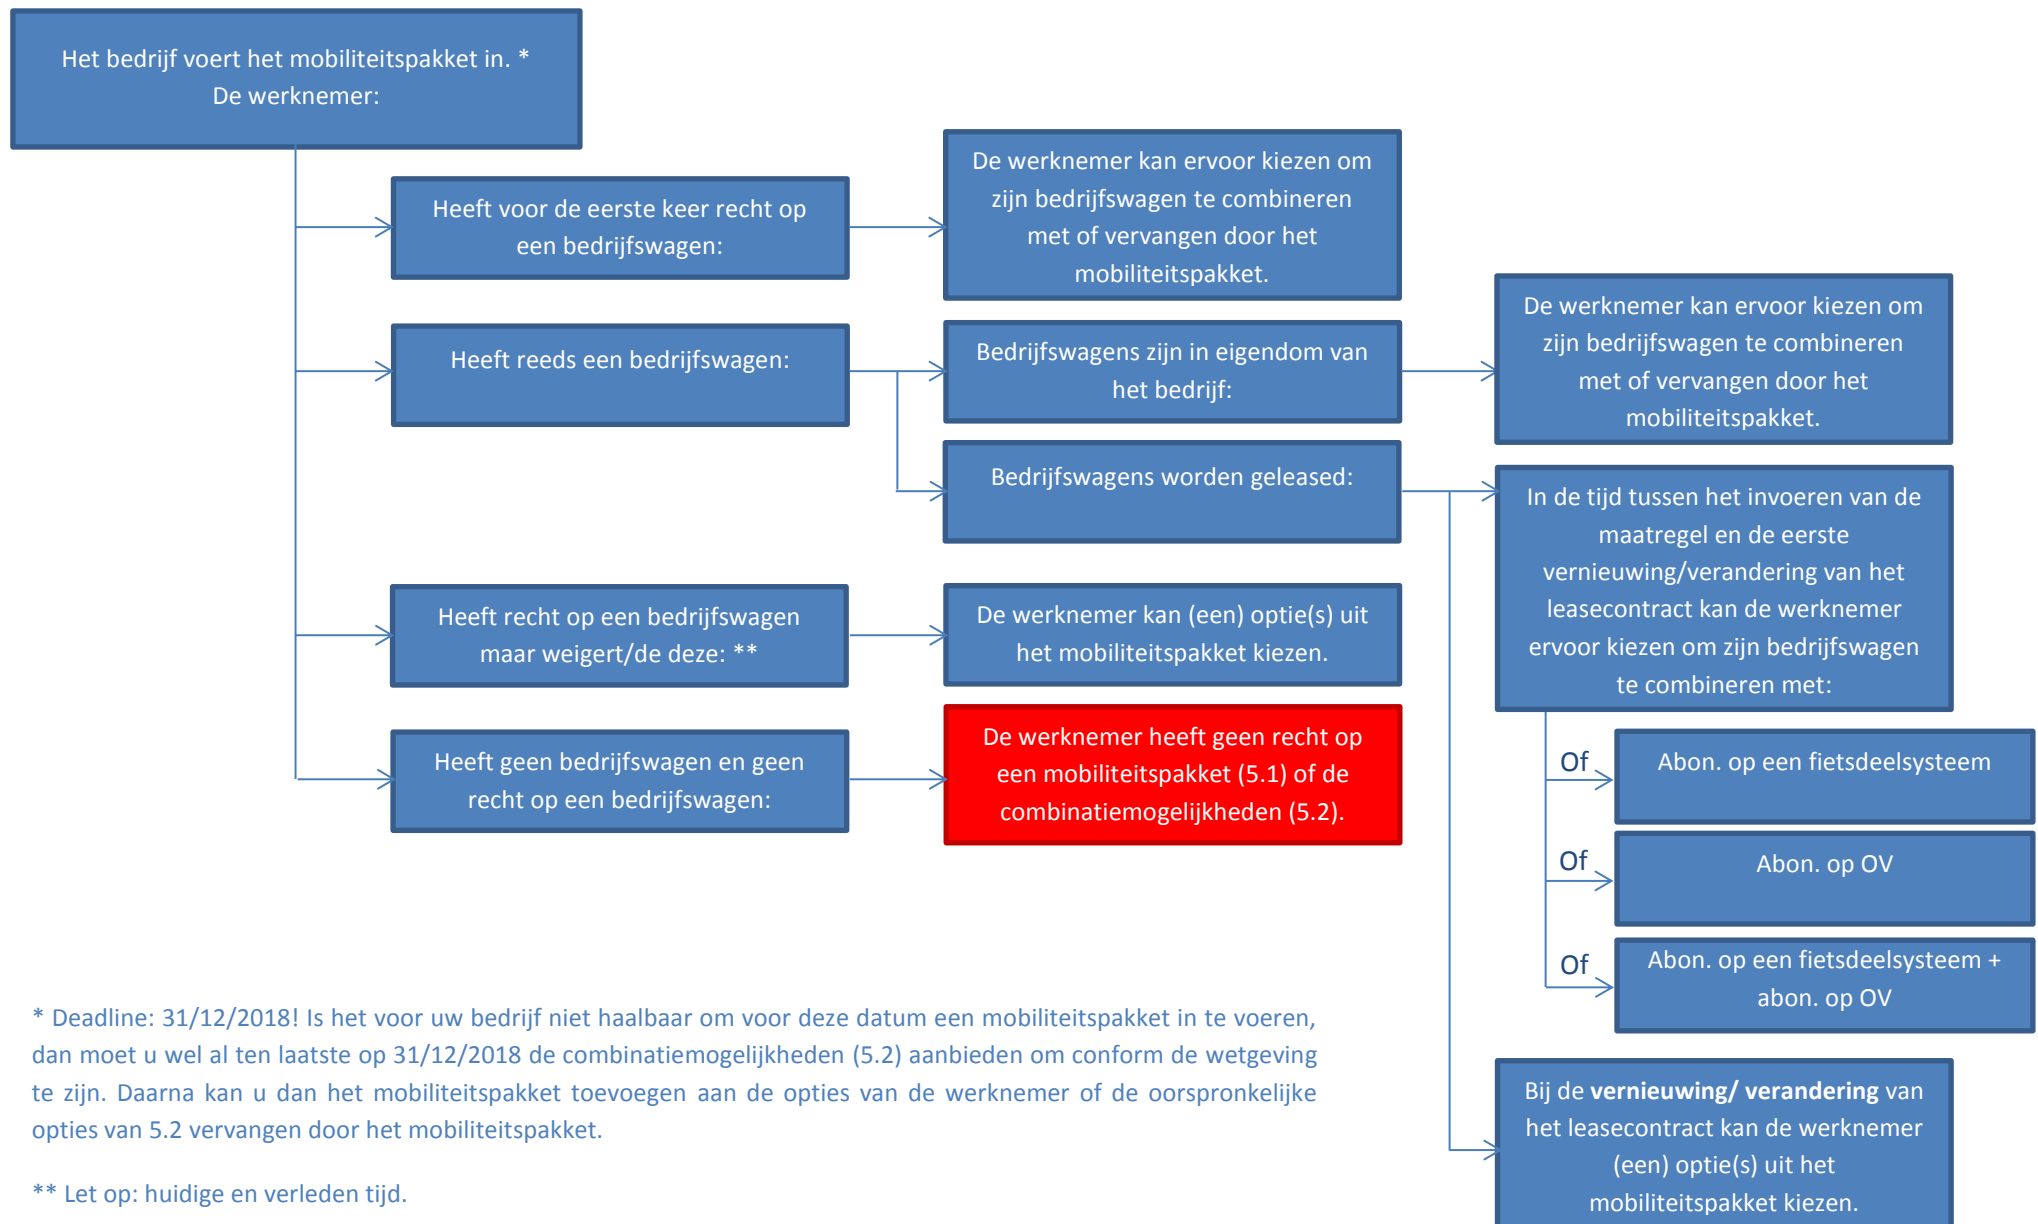 Het bedrijf voert het mobiliteitspakket in. *
De werknemer:
Heeft voor de eerste keer recht op
een bedrijfswagen:
De werknemer kan ervoor kiezen om
zijn bedrijfswagen te combineren
met of vervangen door het
mobiliteitspakket.
Heeft reeds een bedrijfswagen:
Bedrijfswagens zijn in eigendom van
het bedrijf:
De werknemer kan ervoor kiezen om
zijn bedrijfswagen te combineren
met of vervangen door het
mobiliteitspakket.
Bedrijfswagens worden geleased:
In de tijd tussen het invoeren van de
maatregel en de eerste
vernieuwing/verandering van het
leasecontract kan de werknemer
ervoor kiezen om zijn bedrijfswagen
te combineren met:
Of
Abon. op een fietsdeelsysteem
Of
Abon. op OV
Of
Abon. op een fietsdeelsysteem +
abon. op OV
Bij de vernieuwing/ verandering van
het leasecontract kan de werknemer
(een) optie(s) uit het
mobiliteitspakket kiezen.
Heeft recht op een bedrijfswagen
maar weigert/de deze: **
De werknemer kan (een) optie(s) uit
het mobiliteitspakket kiezen.
Heeft geen bedrijfswagen en geen
recht op een bedrijfswagen:
De werknemer heeft geen recht op
een mobiliteitspakket (5.1) of de
combinatiemogelijkheden (5.2).
* Deadline: 31/12/2018! Is het voor uw bedrijf niet haalbaar om voor deze datum een mobiliteitspakket in te voeren,
dan moet u wel al ten laatste op 31/12/2018 de combinatiemogelijkheden (5.2) aanbieden om conform de wetgeving
te zijn. Daarna kan u dan het mobiliteitspakket toevoegen aan de opties van de werknemer of de oorspronkelijke
opties van 5.2 vervangen door het mobiliteitspakket.
** Let op: huidige en verleden tijd.